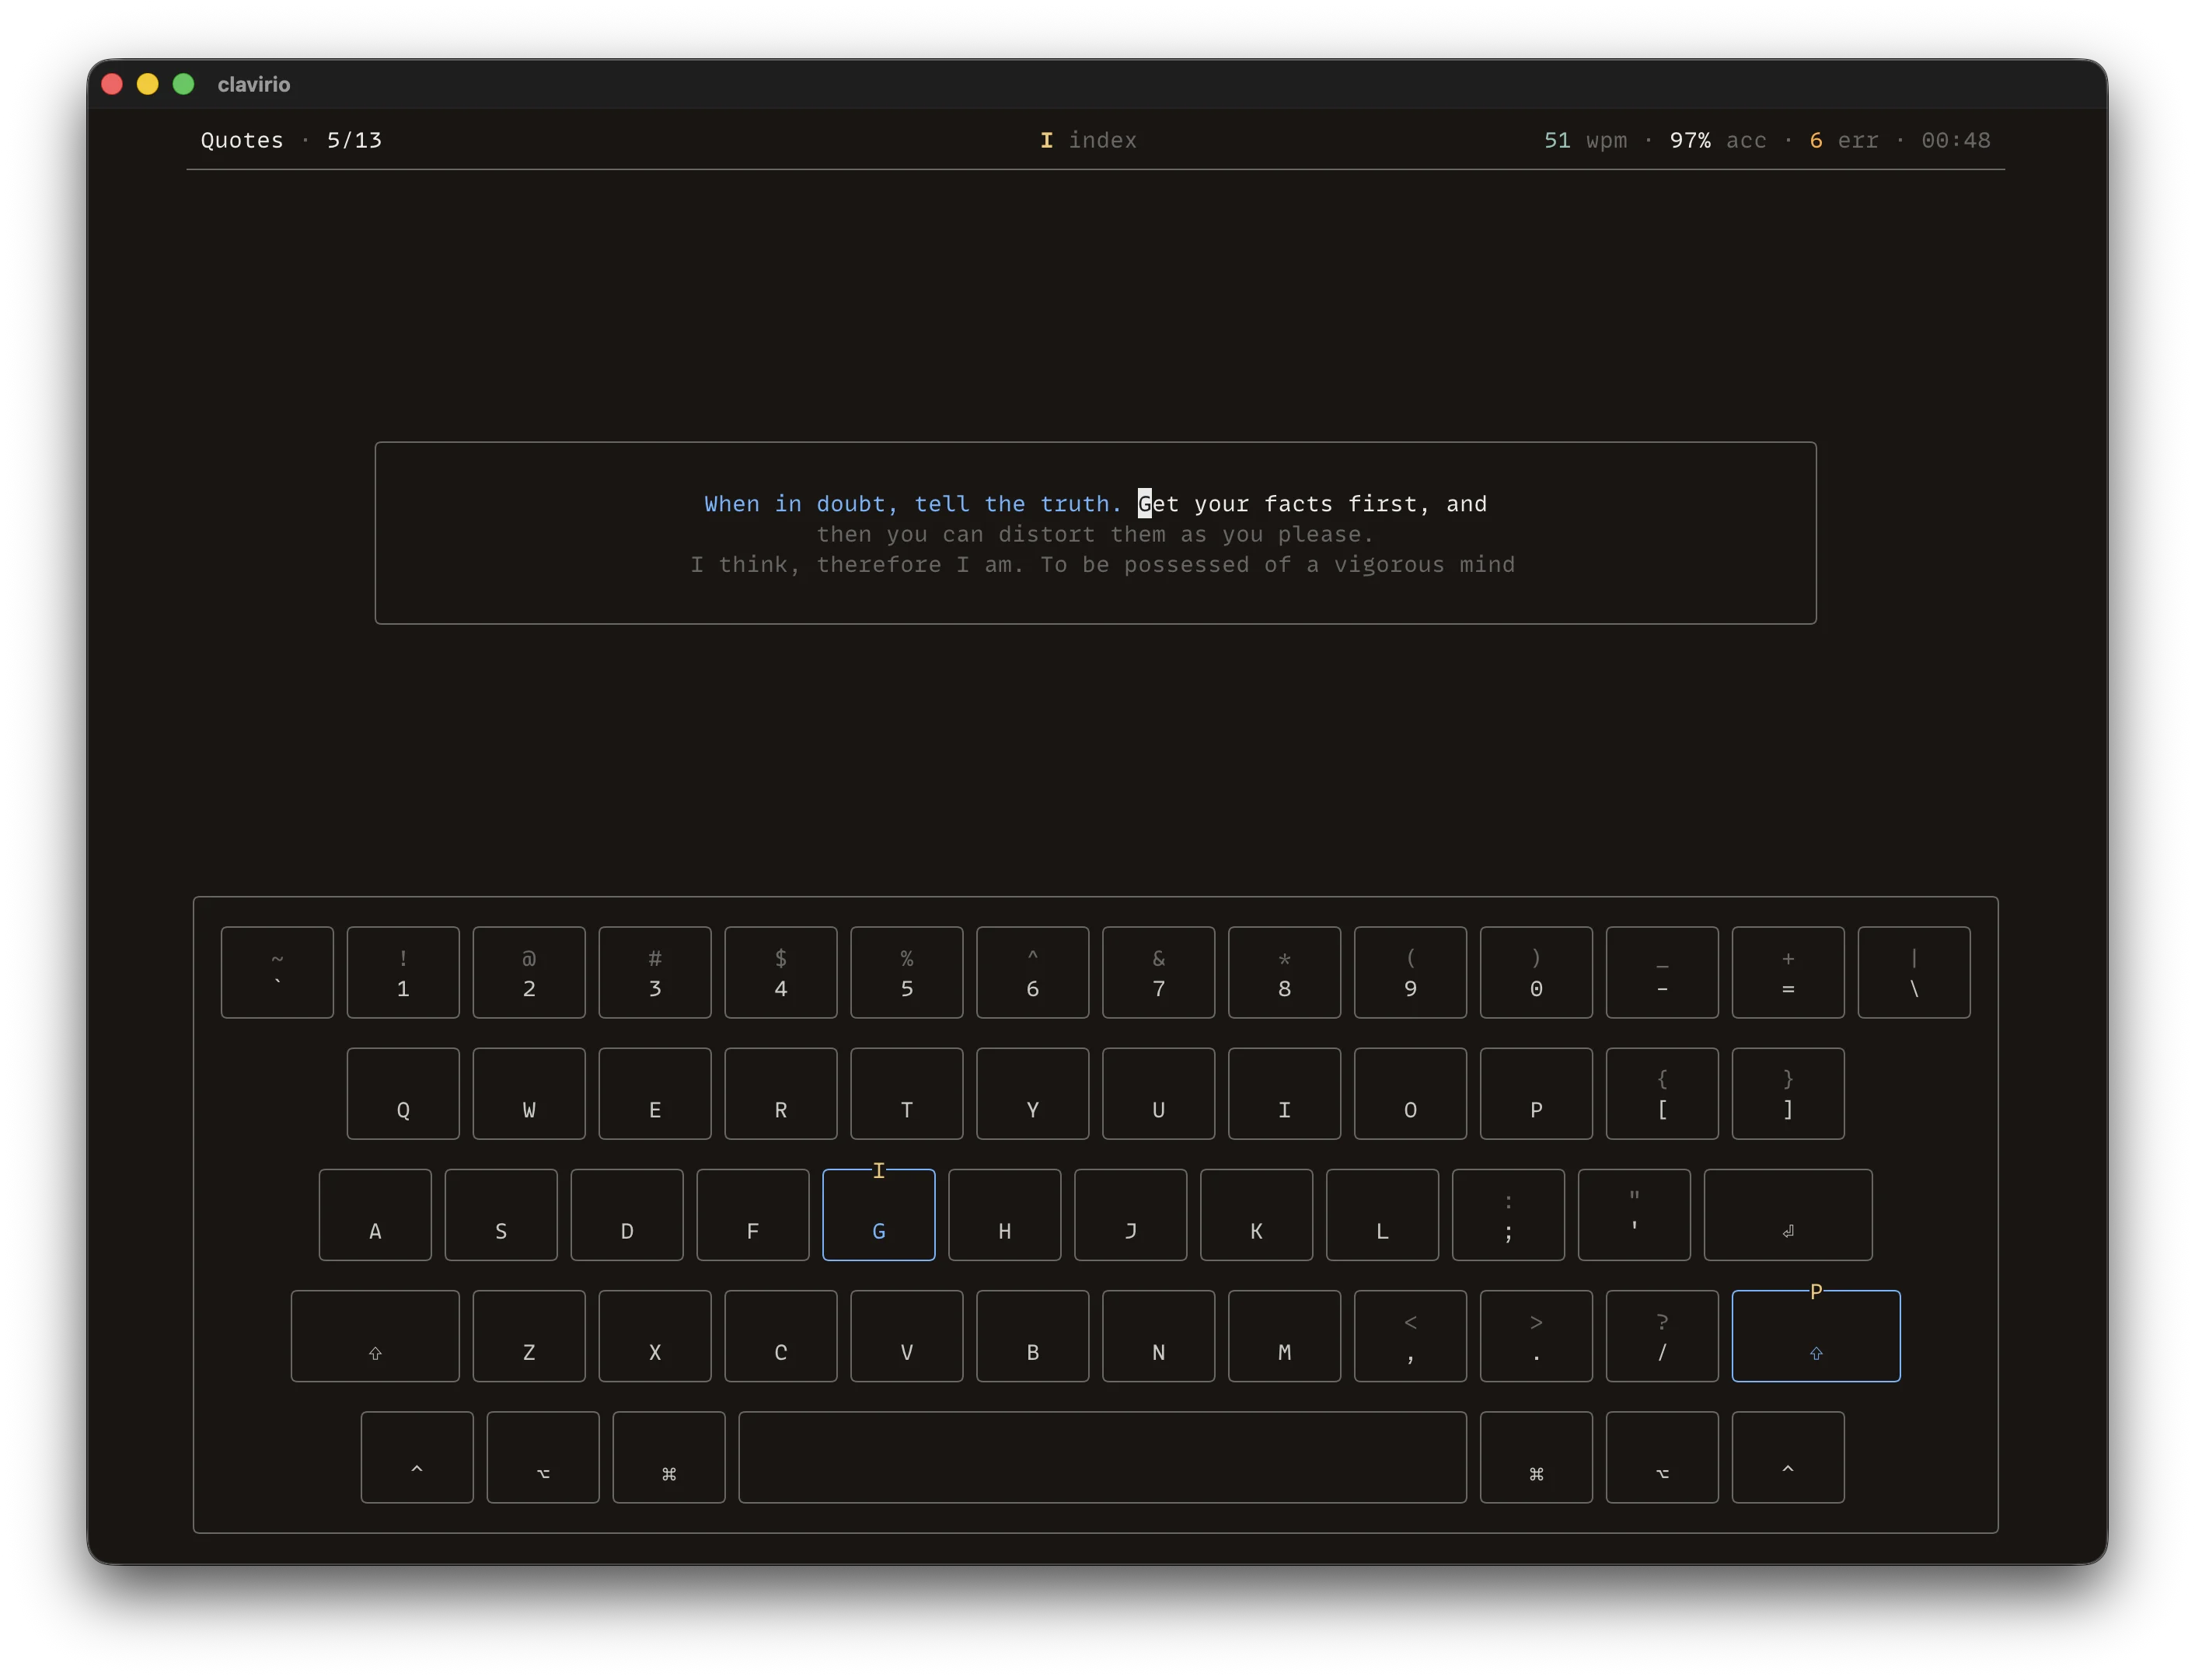 clavirio
Quotes · 5/13 I index 51 wpm · 97% acc · 6 err · 00:48
When in doubt, tell the truth. Get your facts first, and
then you can distort them as you please.
I think, therefore I am. To be possessed of a vigorous mind
~ ! @ # $ % ^ & * ( ) _ + |
` 1 2 3 4 5 6 7 8 9 0 - = \
{ }
Q W E R T Y U I O P [ ]
I
: "
A S D F G H J K L ; ' ⏎
P
< > ?
⇧ Z X C V B N M , . / ⇧
^ ⌥ ⌘ ⌘ ⌥ ^